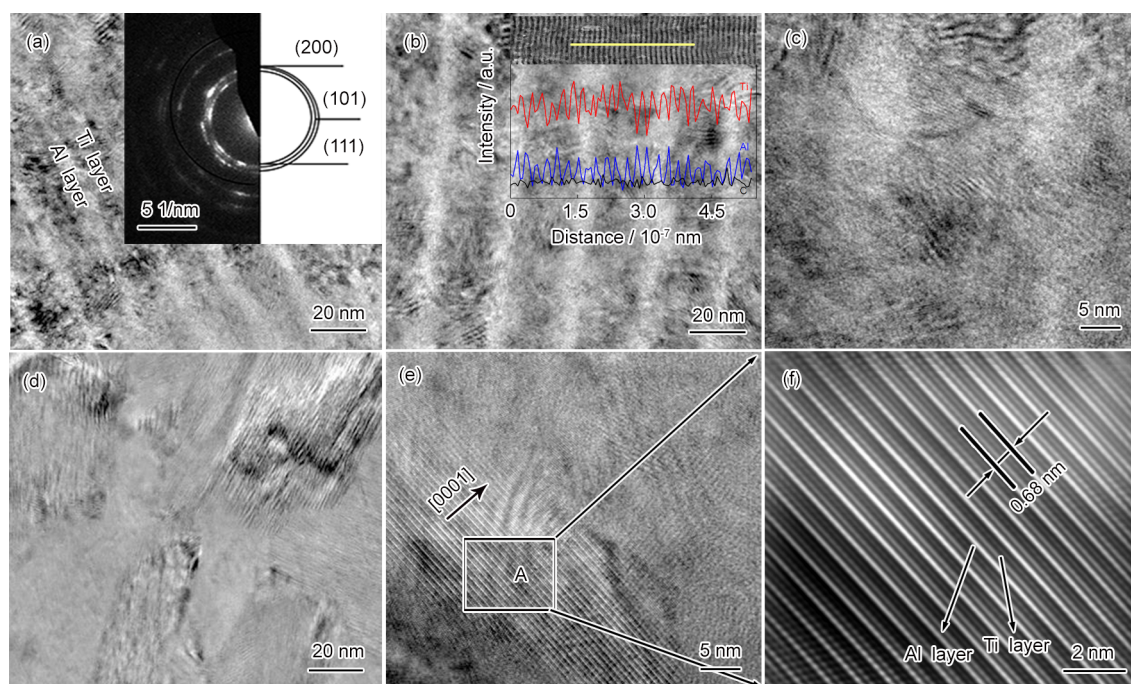 (a)
(200)
(101)
(111)
Ti layer
Al layer
5 1/nm
20 nm
(b)
Intensity / a.u.
Ti
Al
C
0 1.5 3.0 4.5
Distance / 10⁻⁷ nm
20 nm
(c)
5 nm
(d)
20 nm
(e)
[0001]
A
5 nm
(f)
0.68 nm
Al layer
Ti layer
2 nm